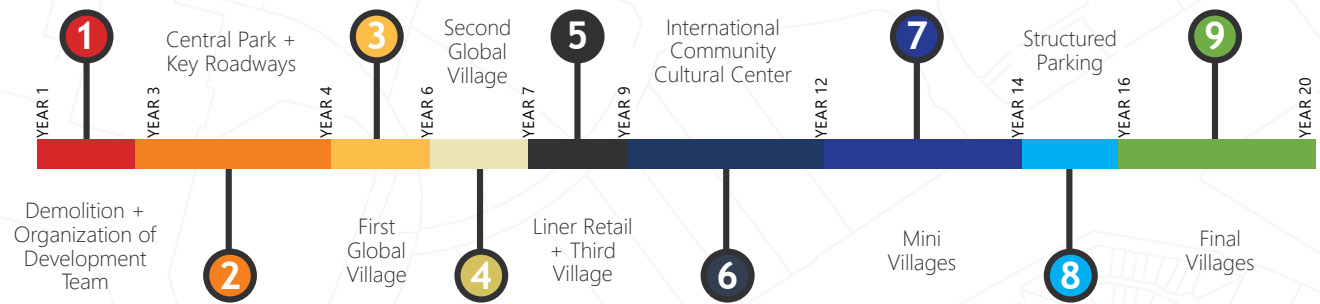 1
Central Park +
Key Roadways
3
Second
Global
Village
5
International
Community
Cultural Center
7
Structured
Parking
9
YEAR 1
YEAR 3
YEAR 4
YEAR 6
YEAR 7
YEAR 9
YEAR 12
YEAR 14
YEAR 16
YEAR 20
Demolition +
Organization of
Development
Team
2
First
Global
Village
4
Liner Retail
+ Third
Village
6
Mini
Villages
8
Final
Villages